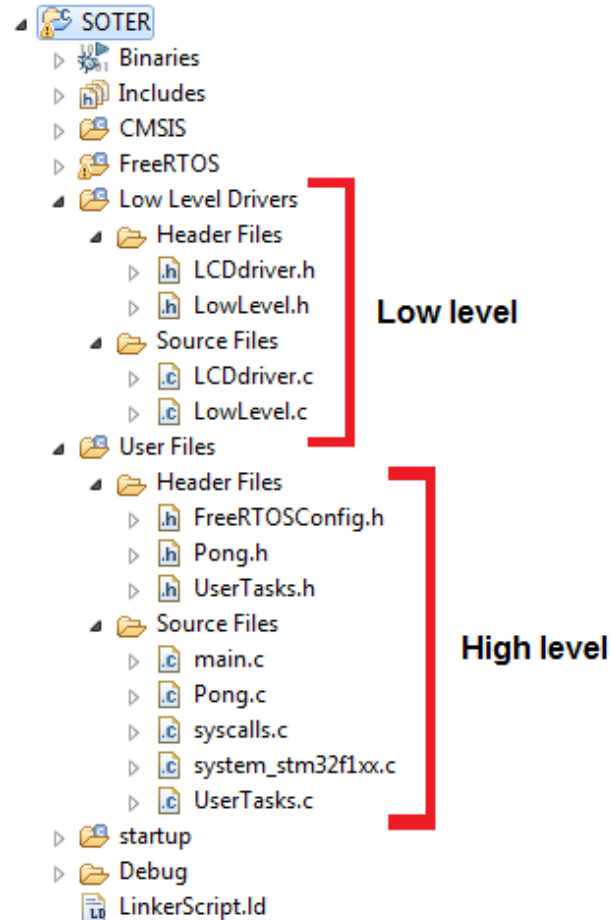 SOTER
Binaries
Includes
CMSIS
FreeRTOS
Low Level Drivers
Header Files
.h LCDdriver.h
.h LowLevel.h
Low level
Source Files
.c LCDdriver.c
.c LowLevel.c
User Files
Header Files
.h FreeRTOSConfig.h
.h Pong.h
.h UserTasks.h
Source Files
High level
.c main.c
.c Pong.c
.c syscalls.c
.c system_stm32f1xx.c
.c UserTasks.c
startup
Debug
LinkerScript.ld